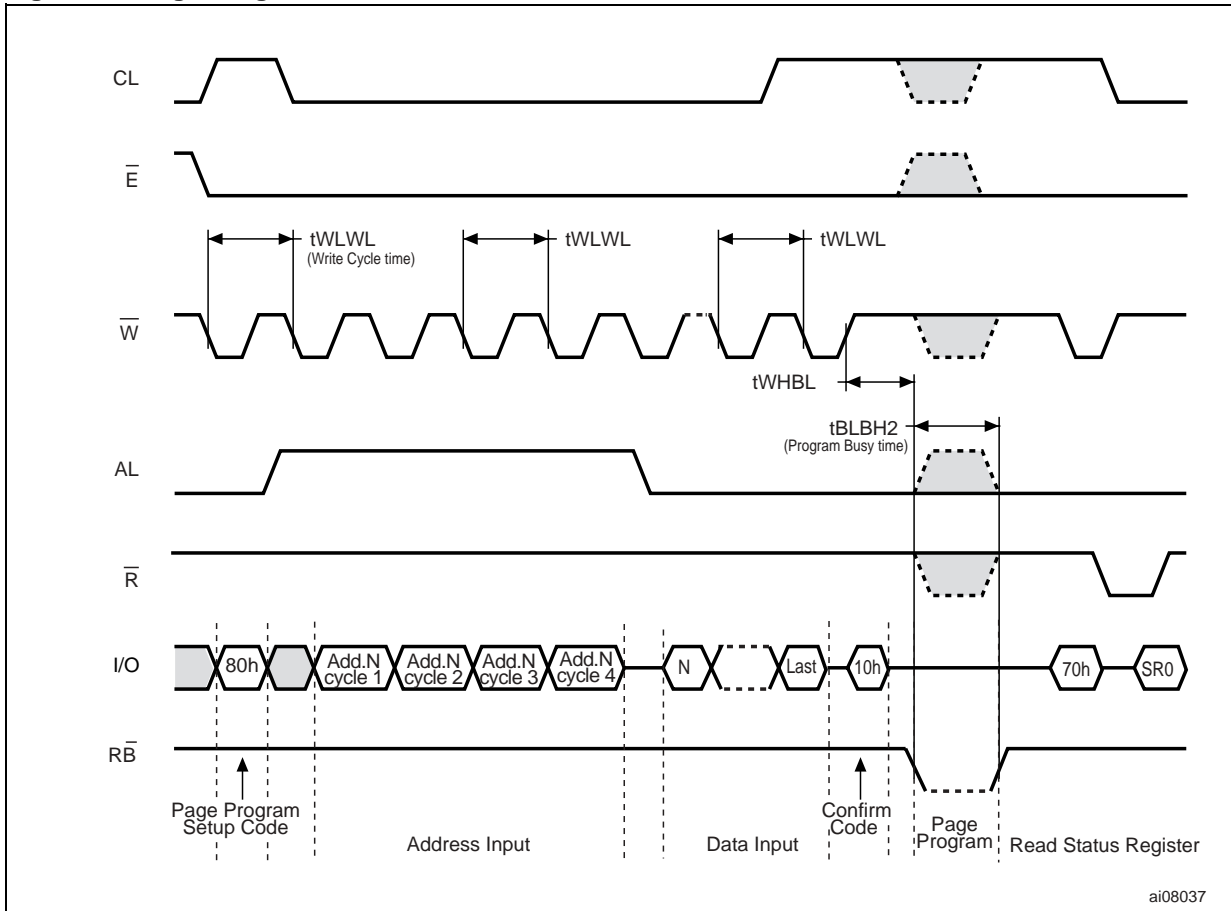 CL
E
tWLWL
(Write Cycle time)
tWLWL
tWLWL
W
tWHBL
tBLBH2
(Program Busy time)
AL
R
I/O
80h
Add.N
cycle 1
Add.N
cycle 2
Add.N
cycle 3
Add.N
cycle 4
N
Last
10h
70h
SR0
RB
Page Program
Setup Code
Address Input
Data Input
Confirm
Code
Page
Program
Read Status Register
ai08037